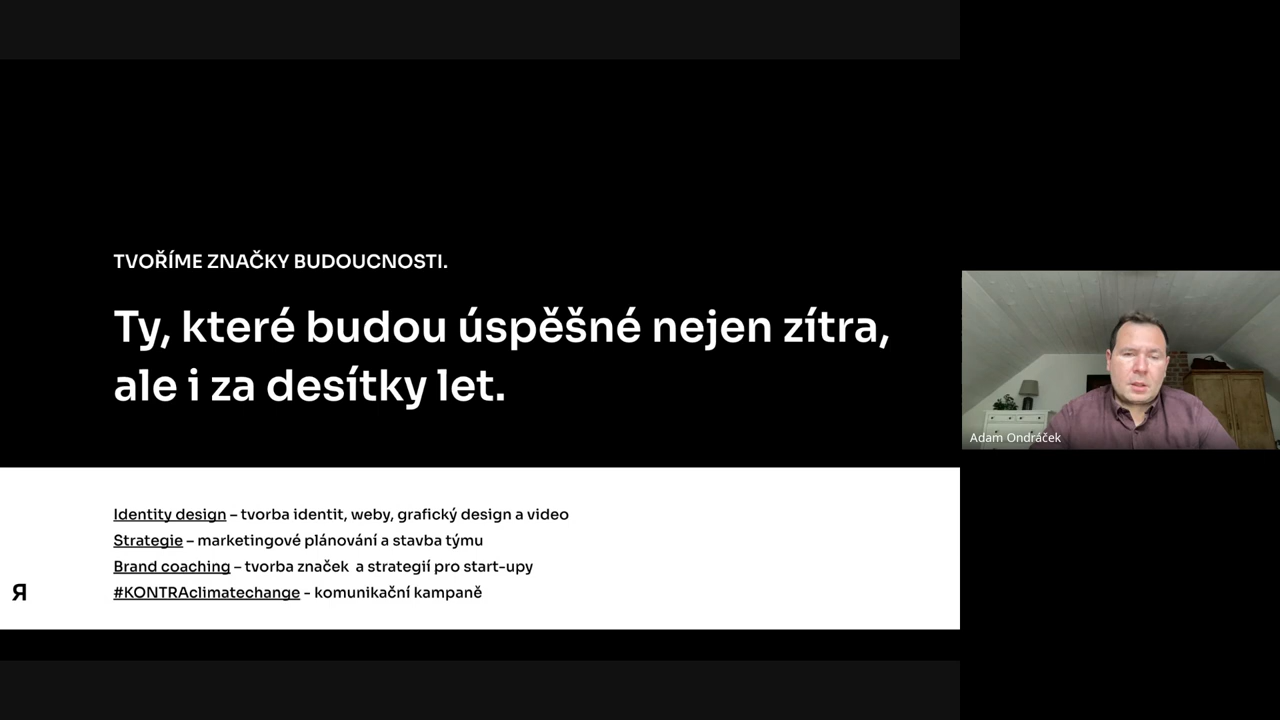 TVOŘÍME ZNAČKY BUDOUCNOSTI.
Ty, které budou úspěšné nejen zítra,
ale i za desítky let.
Identity design – tvorba identit, weby, grafický design a video
Strategie – marketingové plánování a stavba týmu
Brand coaching – tvorba značek  a strategií pro start-upy
#KONTRAclimatechange - komunikační kampaně
Я
Adam Ondráček